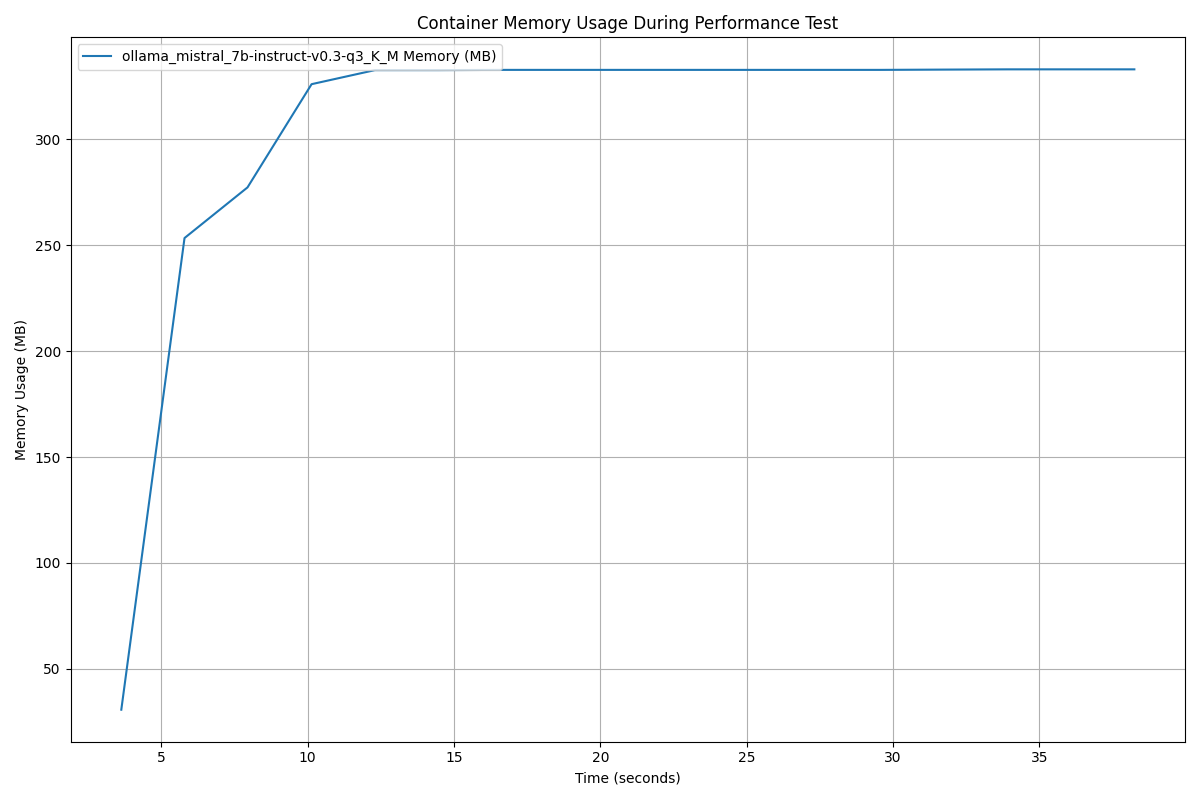 Container Memory Usage During Performance Test
ollama_mistral_7b-instruct-v0.3-q3_K_M Memory (MB)
Memory Usage (MB)
300
250
200
150
100
50
5 10 15 20 25 30 35
Time (seconds)